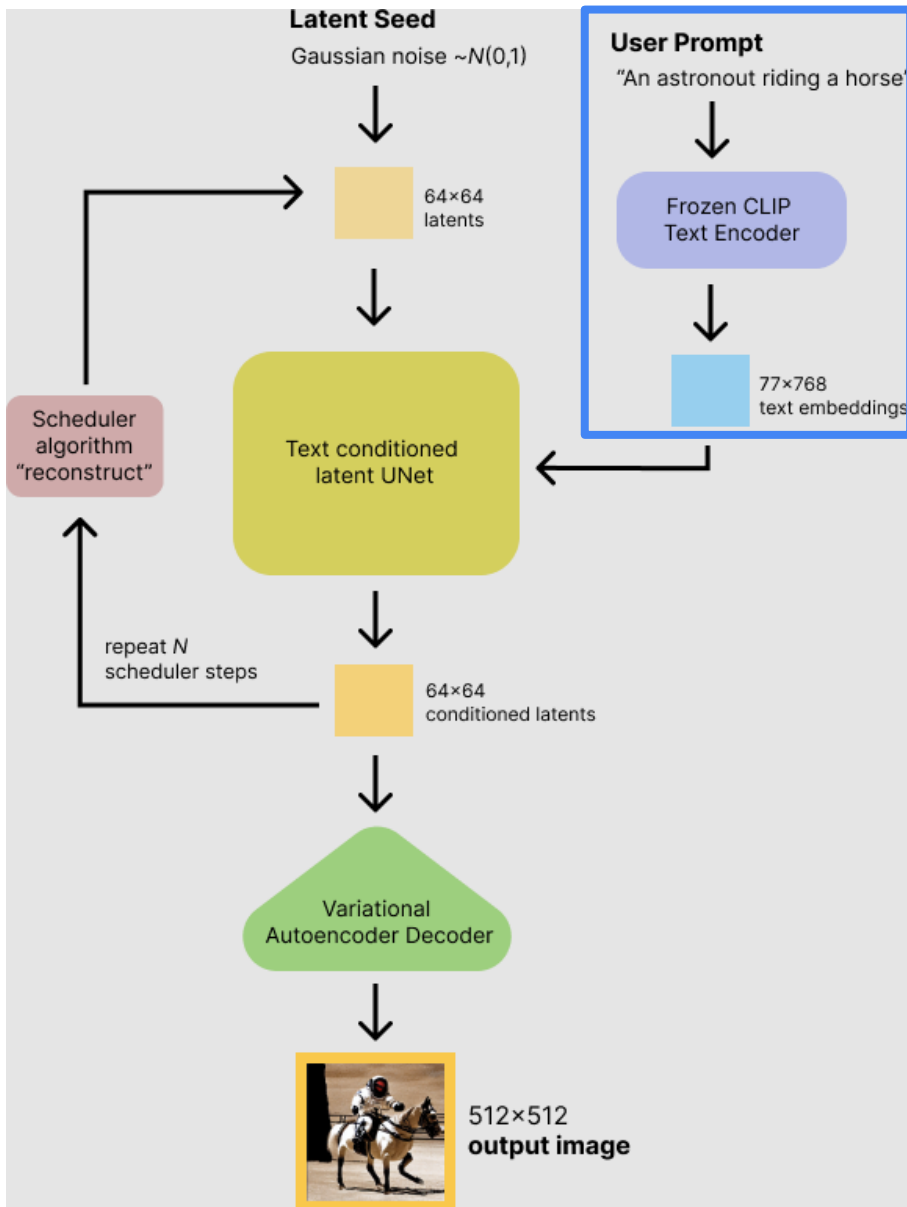 Latent Seed
Gaussian noise ~N(0,1)
User Prompt
“An astronout riding a horse”
64×64
latents
Frozen CLIP
Text Encoder
77×768
text embeddings
Scheduler
algorithm
“reconstruct”
Text conditioned
latent UNet
repeat N
scheduler steps
64×64
conditioned latents
Variational
Autoencoder Decoder
512×512
output image